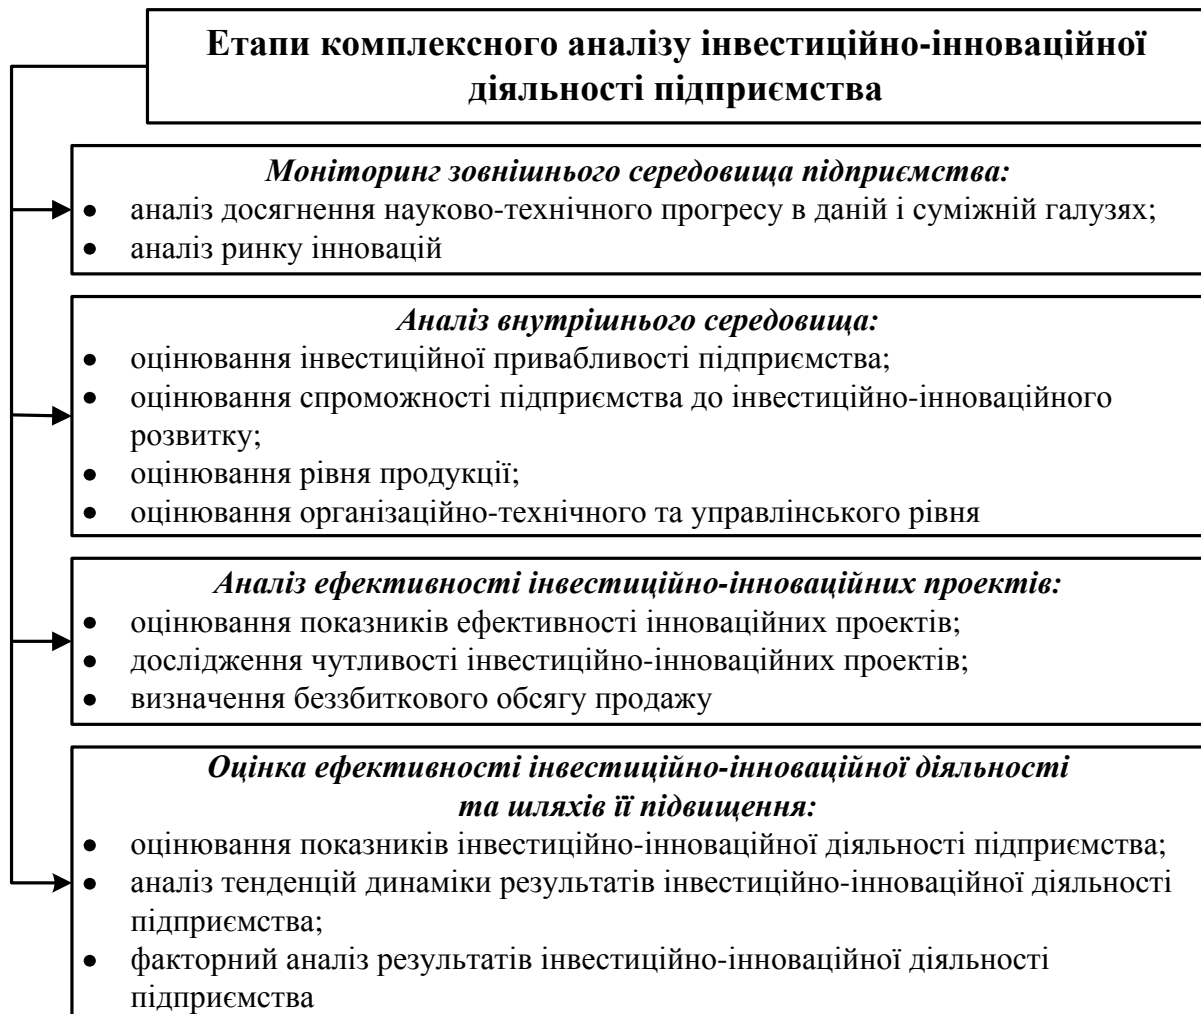 Етапи комплексного аналізу інвестиційно-інноваційної
діяльності підприємства
Моніторинг зовнішнього середовища підприємства:
• аналіз досягнення науково-технічного прогресу в даній і суміжній галузях;
• аналіз ринку інновацій
Аналіз внутрішнього середовища:
• оцінювання інвестиційної привабливості підприємства;
• оцінювання спроможності підприємства до інвестиційно-інноваційного
розвитку;
• оцінювання рівня продукції;
• оцінювання організаційно-технічного та управлінського рівня
Аналіз ефективності інвестиційно-інноваційних проектів:
• оцінювання показників ефективності інноваційних проектів;
• дослідження чутливості інвестиційно-інноваційних проектів;
• визначення беззбиткового обсягу продажу
Оцінка ефективності інвестиційно-інноваційної діяльності
та шляхів її підвищення:
• оцінювання показників інвестиційно-інноваційної діяльності підприємства;
• аналіз тенденцій динаміки результатів інвестиційно-інноваційної діяльності
підприємства;
• факторний аналіз результатів інвестиційно-інноваційної діяльності
підприємства